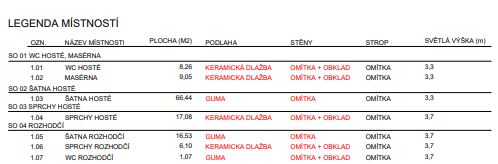 LEGENDA MÍSTNOSTÍ
OZN. NÁZEV MÍSTNOSTI PLOCHA (M2) PODLAHA STĚNY STROP SVĚTLÁ VÝŠKA (m)
SO 01 WC HOSTÉ, MASÉRNA
1.01 WC HOSTÉ 8,26 KERAMICKÁ DLAŽBA OMÍTKA + OBKLAD OMÍTKA 3,3
1.02 MASÉRNA 9,05 KERAMICKÁ DLAŽBA OMÍTKA + OBKLAD OMÍTKA 3,3
SO 02 ŠATNA HOSTÉ
1.03 ŠATNA HOSTÉ 66,44 GUMA OMÍTKA OMÍTKA 3,3
SO 03 SPRCHY HOSTÉ
1.04 SPRCHY HOSTÉ 17,08 KERAMICKÁ DLAŽBA OMÍTKA + OBKLAD OMÍTKA 3,7
SO 04 ROZHODČÍ
1.05 ŠATNA ROZHODČÍ 16,53 GUMA OMÍTKA + OBKLAD OMÍTKA 3,7
1.06 SPRCHY ROZHODČÍ 6,10 KERAMICKÁ DLAŽBA OMÍTKA + OBKLAD OMÍTKA 3,7
1.07 WC ROZHODČÍ 1,07 GUMA OMÍTKA + OBKLAD OMÍTKA 3,7